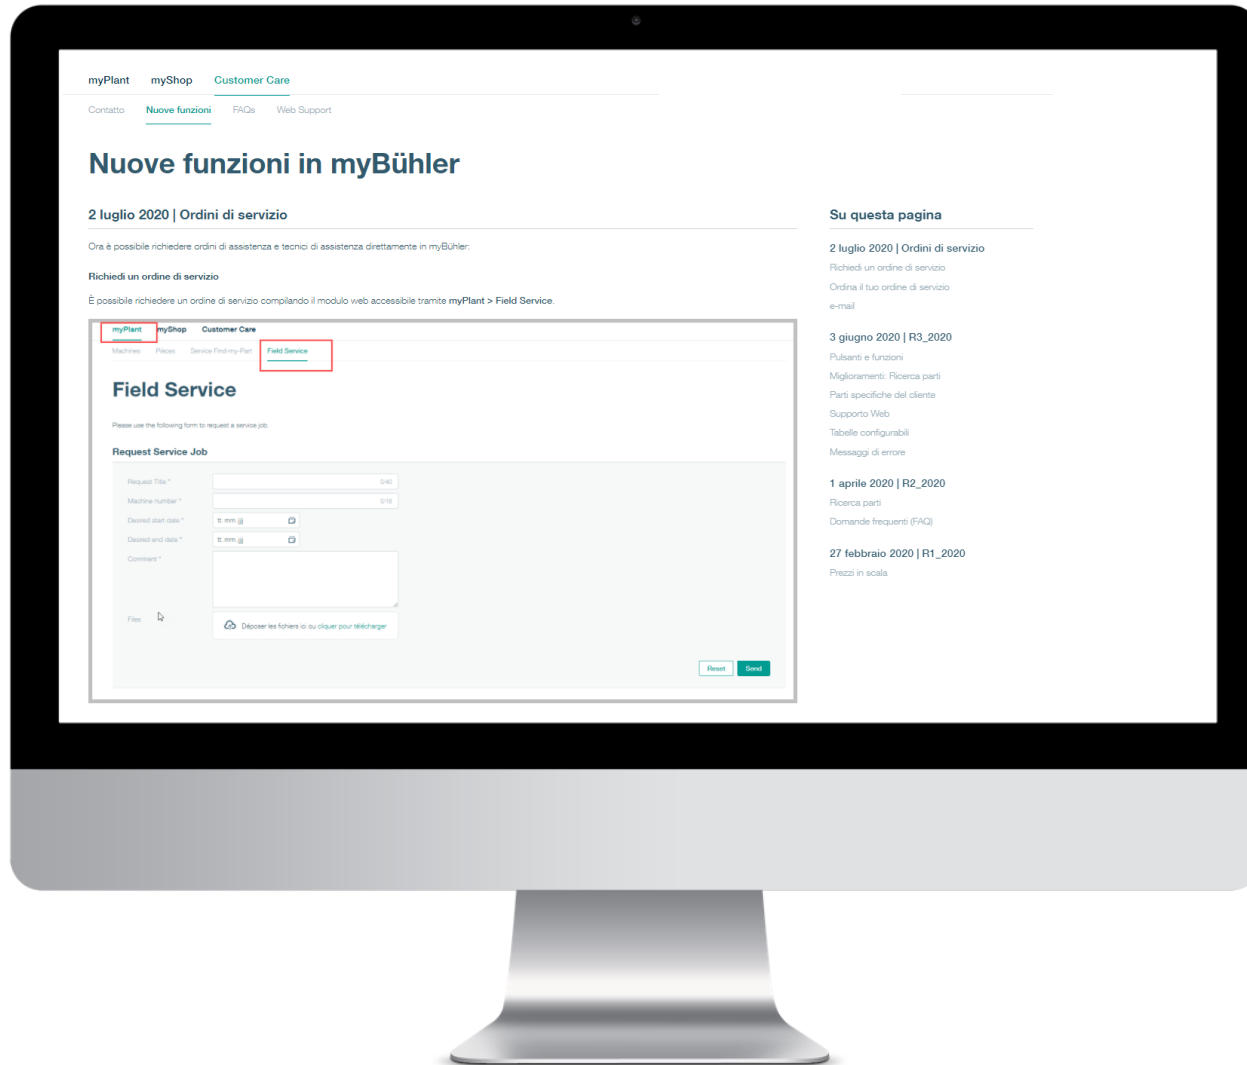 myPlant myShop Customer Care
Contatto Nuove funzioni FAQs Web Support
Nuove funzioni in myBühler
2 luglio 2020 | Ordini di servizio
Ora è possibile richiedere ordini di assistenza e tecnici di assistenza direttamente in myBühler:
Richiedi un ordine di servizio
È possibile richiedere un ordine di servizio compilando il modulo web accessibile tramite myPlant > Field Service.
myPlant myShop Customer Care
Machines Pièces Service Find-my-Part Field Service
Field Service
Please use the following form to request a service job.
Request Service Job
Request Title * 0/40
Machine number * 0/18
Desired start date * tt.mm.jjjj
Desired end date * tt.mm.jjjj
Comment *
Files Déposer les fichiers ici ou cliquer pour télécharger
Reset Send
Su questa pagina
2 luglio 2020 | Ordini di servizio
Richiedi un ordine di servizio
Ordina il tuo ordine di servizio
e-mail
3 giugno 2020 | R3_2020
Pulsanti e funzioni
Miglioramenti: Ricerca parti
Parti specifiche del cliente
Supporto Web
Tabelle configurabili
Messaggi di errore
1 aprile 2020 | R2_2020
Ricerca parti
Domande frequenti (FAQ)
27 febbraio 2020 | R1_2020
Prezzi in scala